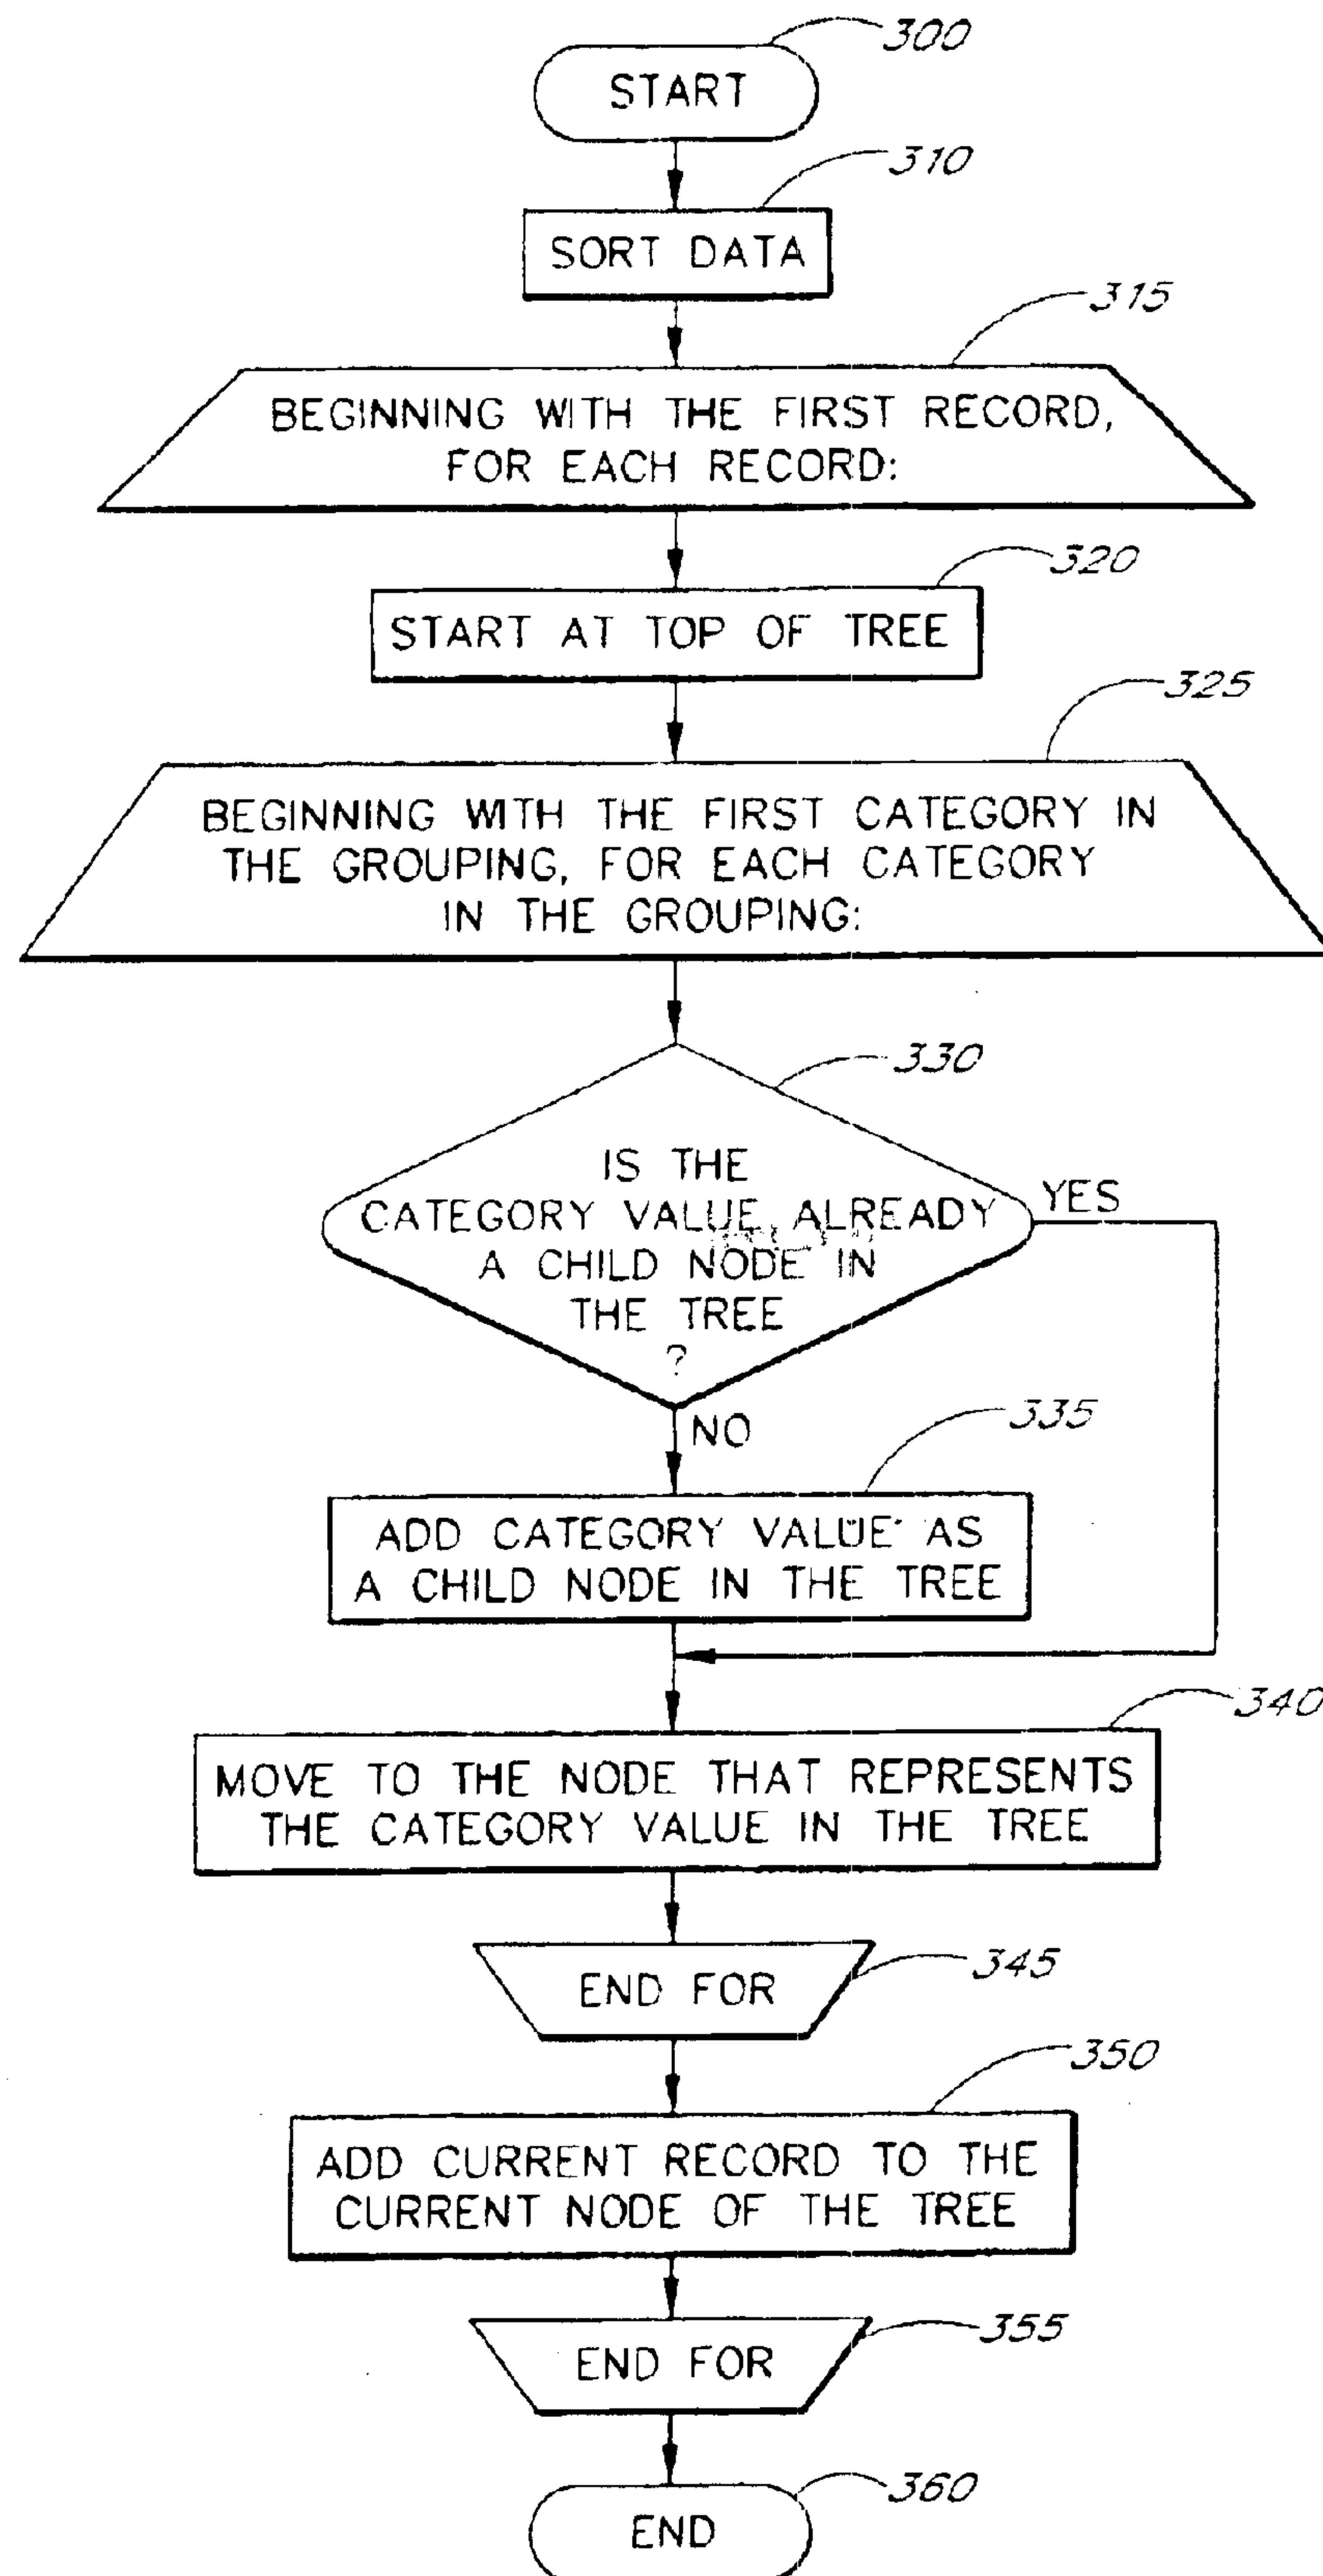 300
START
310
SORT DATA
315
BEGINNING WITH THE FIRST RECORD,
FOR EACH RECORD:
320
START AT TOP OF TREE
325
BEGINNING WITH THE FIRST CATEGORY IN
THE GROUPING, FOR EACH CATEGORY
IN THE GROUPING:
330
IS THE
CATEGORY VALUE ALREADY
A CHILD NODE IN
THE TREE
?
YES
NO
335
ADD CATEGORY VALUE AS
A CHILD NODE IN THE TREE
340
MOVE TO THE NODE THAT REPRESENTS
THE CATEGORY VALUE IN THE TREE
345
END FOR
350
ADD CURRENT RECORD TO THE
CURRENT NODE OF THE TREE
355
END FOR
360
END